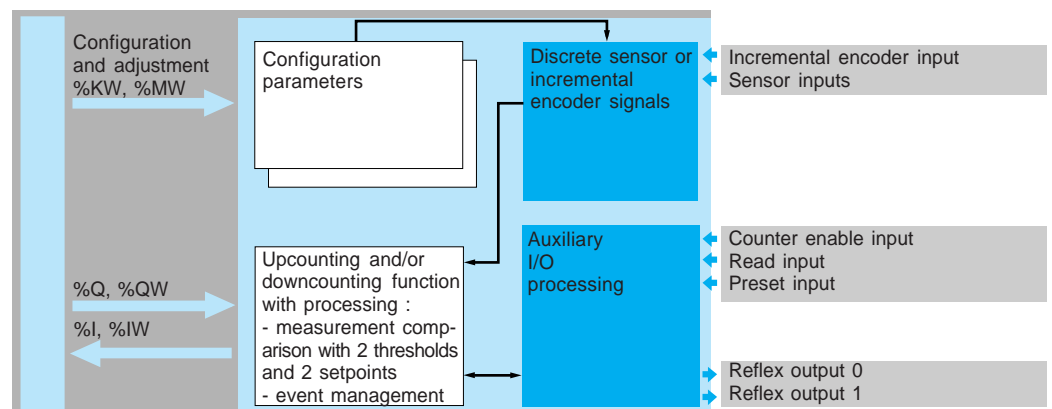 Configuration
and adjustment
%KW, %MW
Configuration
parameters
Discrete sensor or
incremental
encoder signals
Incremental encoder input
Sensor inputs
%Q, %QW
%I, %IW
Upcounting and/or
downcounting function
with processing :
- measurement comp-
arison with 2 thresholds
and 2 setpoints
- event management
Auxiliary
I/O
processing
Counter enable input
Read input
Preset input
Reflex output 0
Reflex output 1